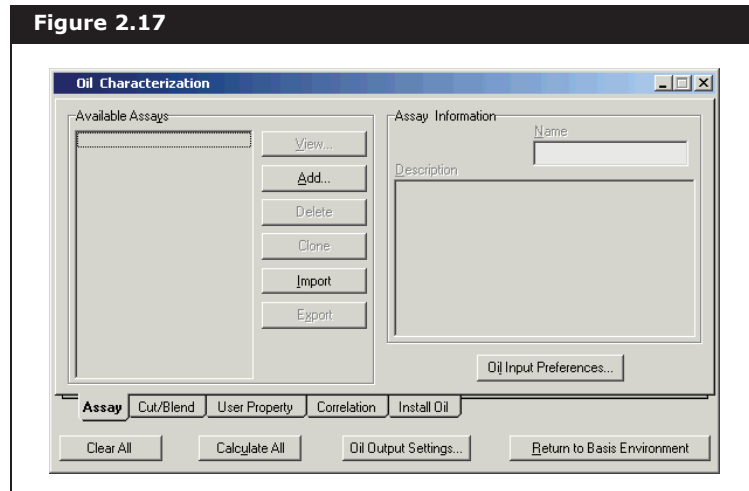 Figure 2.17
Oil Characterization
Available Assays
View...
Add...
Delete
Clone
Import
Export
Assay Information
Name
Description
Oil Input Preferences...
Assay
Cut/Blend
User Property
Correlation
Install Oil
Clear All
Calculate All
Oil Output Settings...
Return to Basis Environment